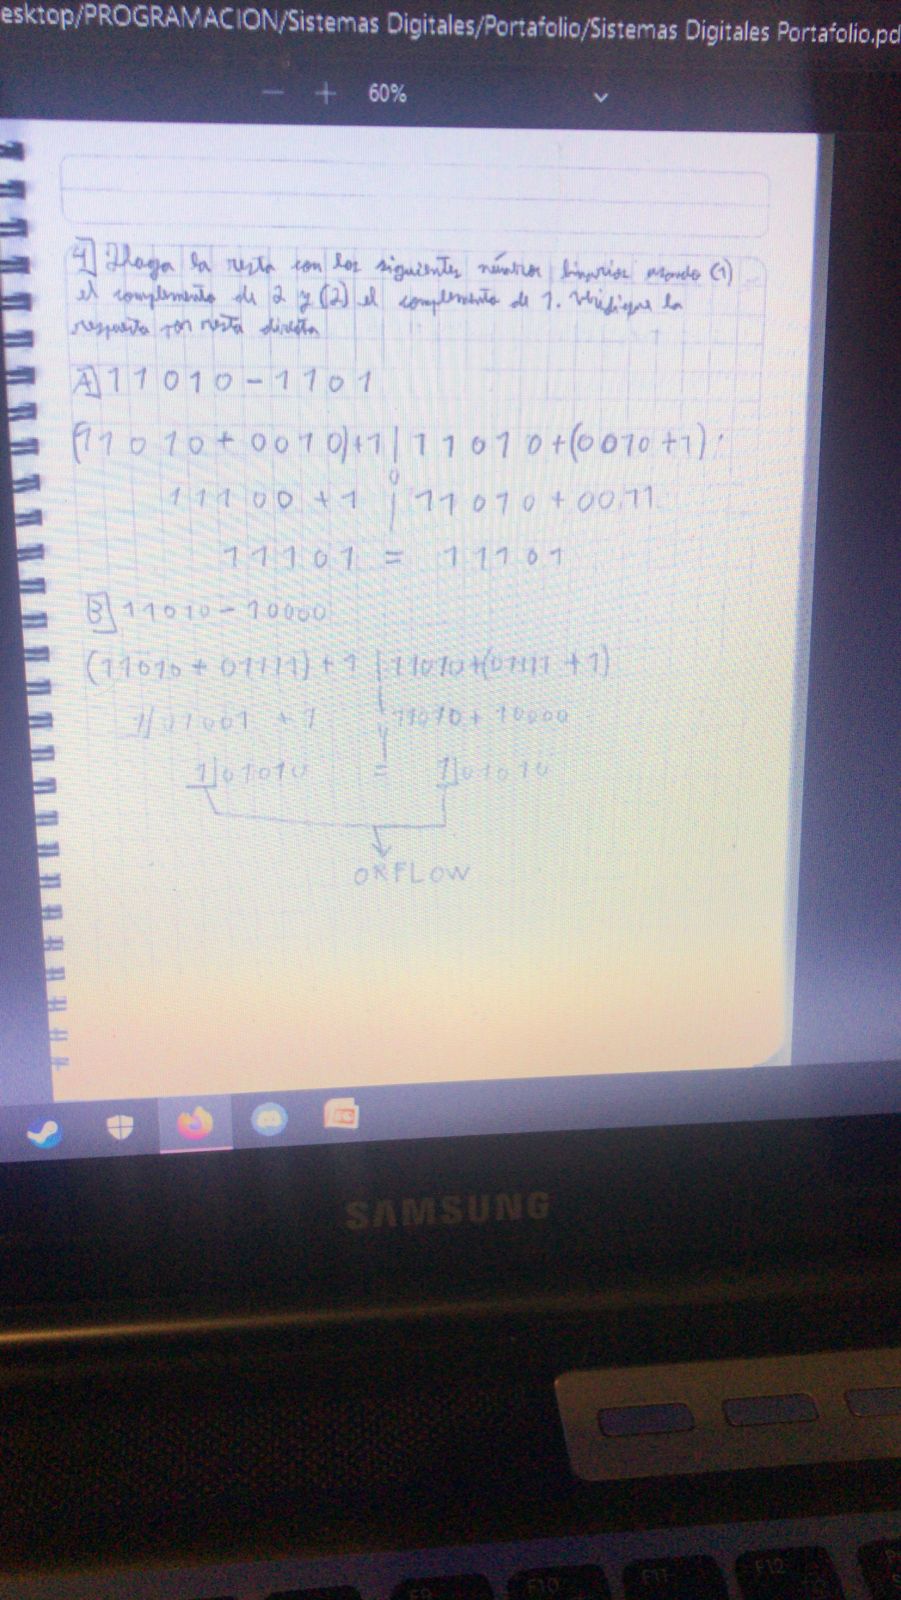 esktop/PROGRAMACION/Sistemas Digitales/Portafolio/Sistemas Digitales Portafolio.pd
— + 60%
4] Haga la resta con los siguientes números binarios usando (1)
el complemento de 2 y (2) el complemento de 1. Verifique la
respuesta con resta directa
A] 11010 - 1101
(11010 + 0010) + 1 | 11010 + (0010 + 1)
11100 + 1 | 11010 + 0011
11101 = 11101
B] 11010 - 10000
(11010 + 01111) + 1 | 11010 + (01111 + 1)
1| 01001 + 1 | 11010 + 10000
1|01010 = 1|01010
SAMSUNG
F10 F11 F12